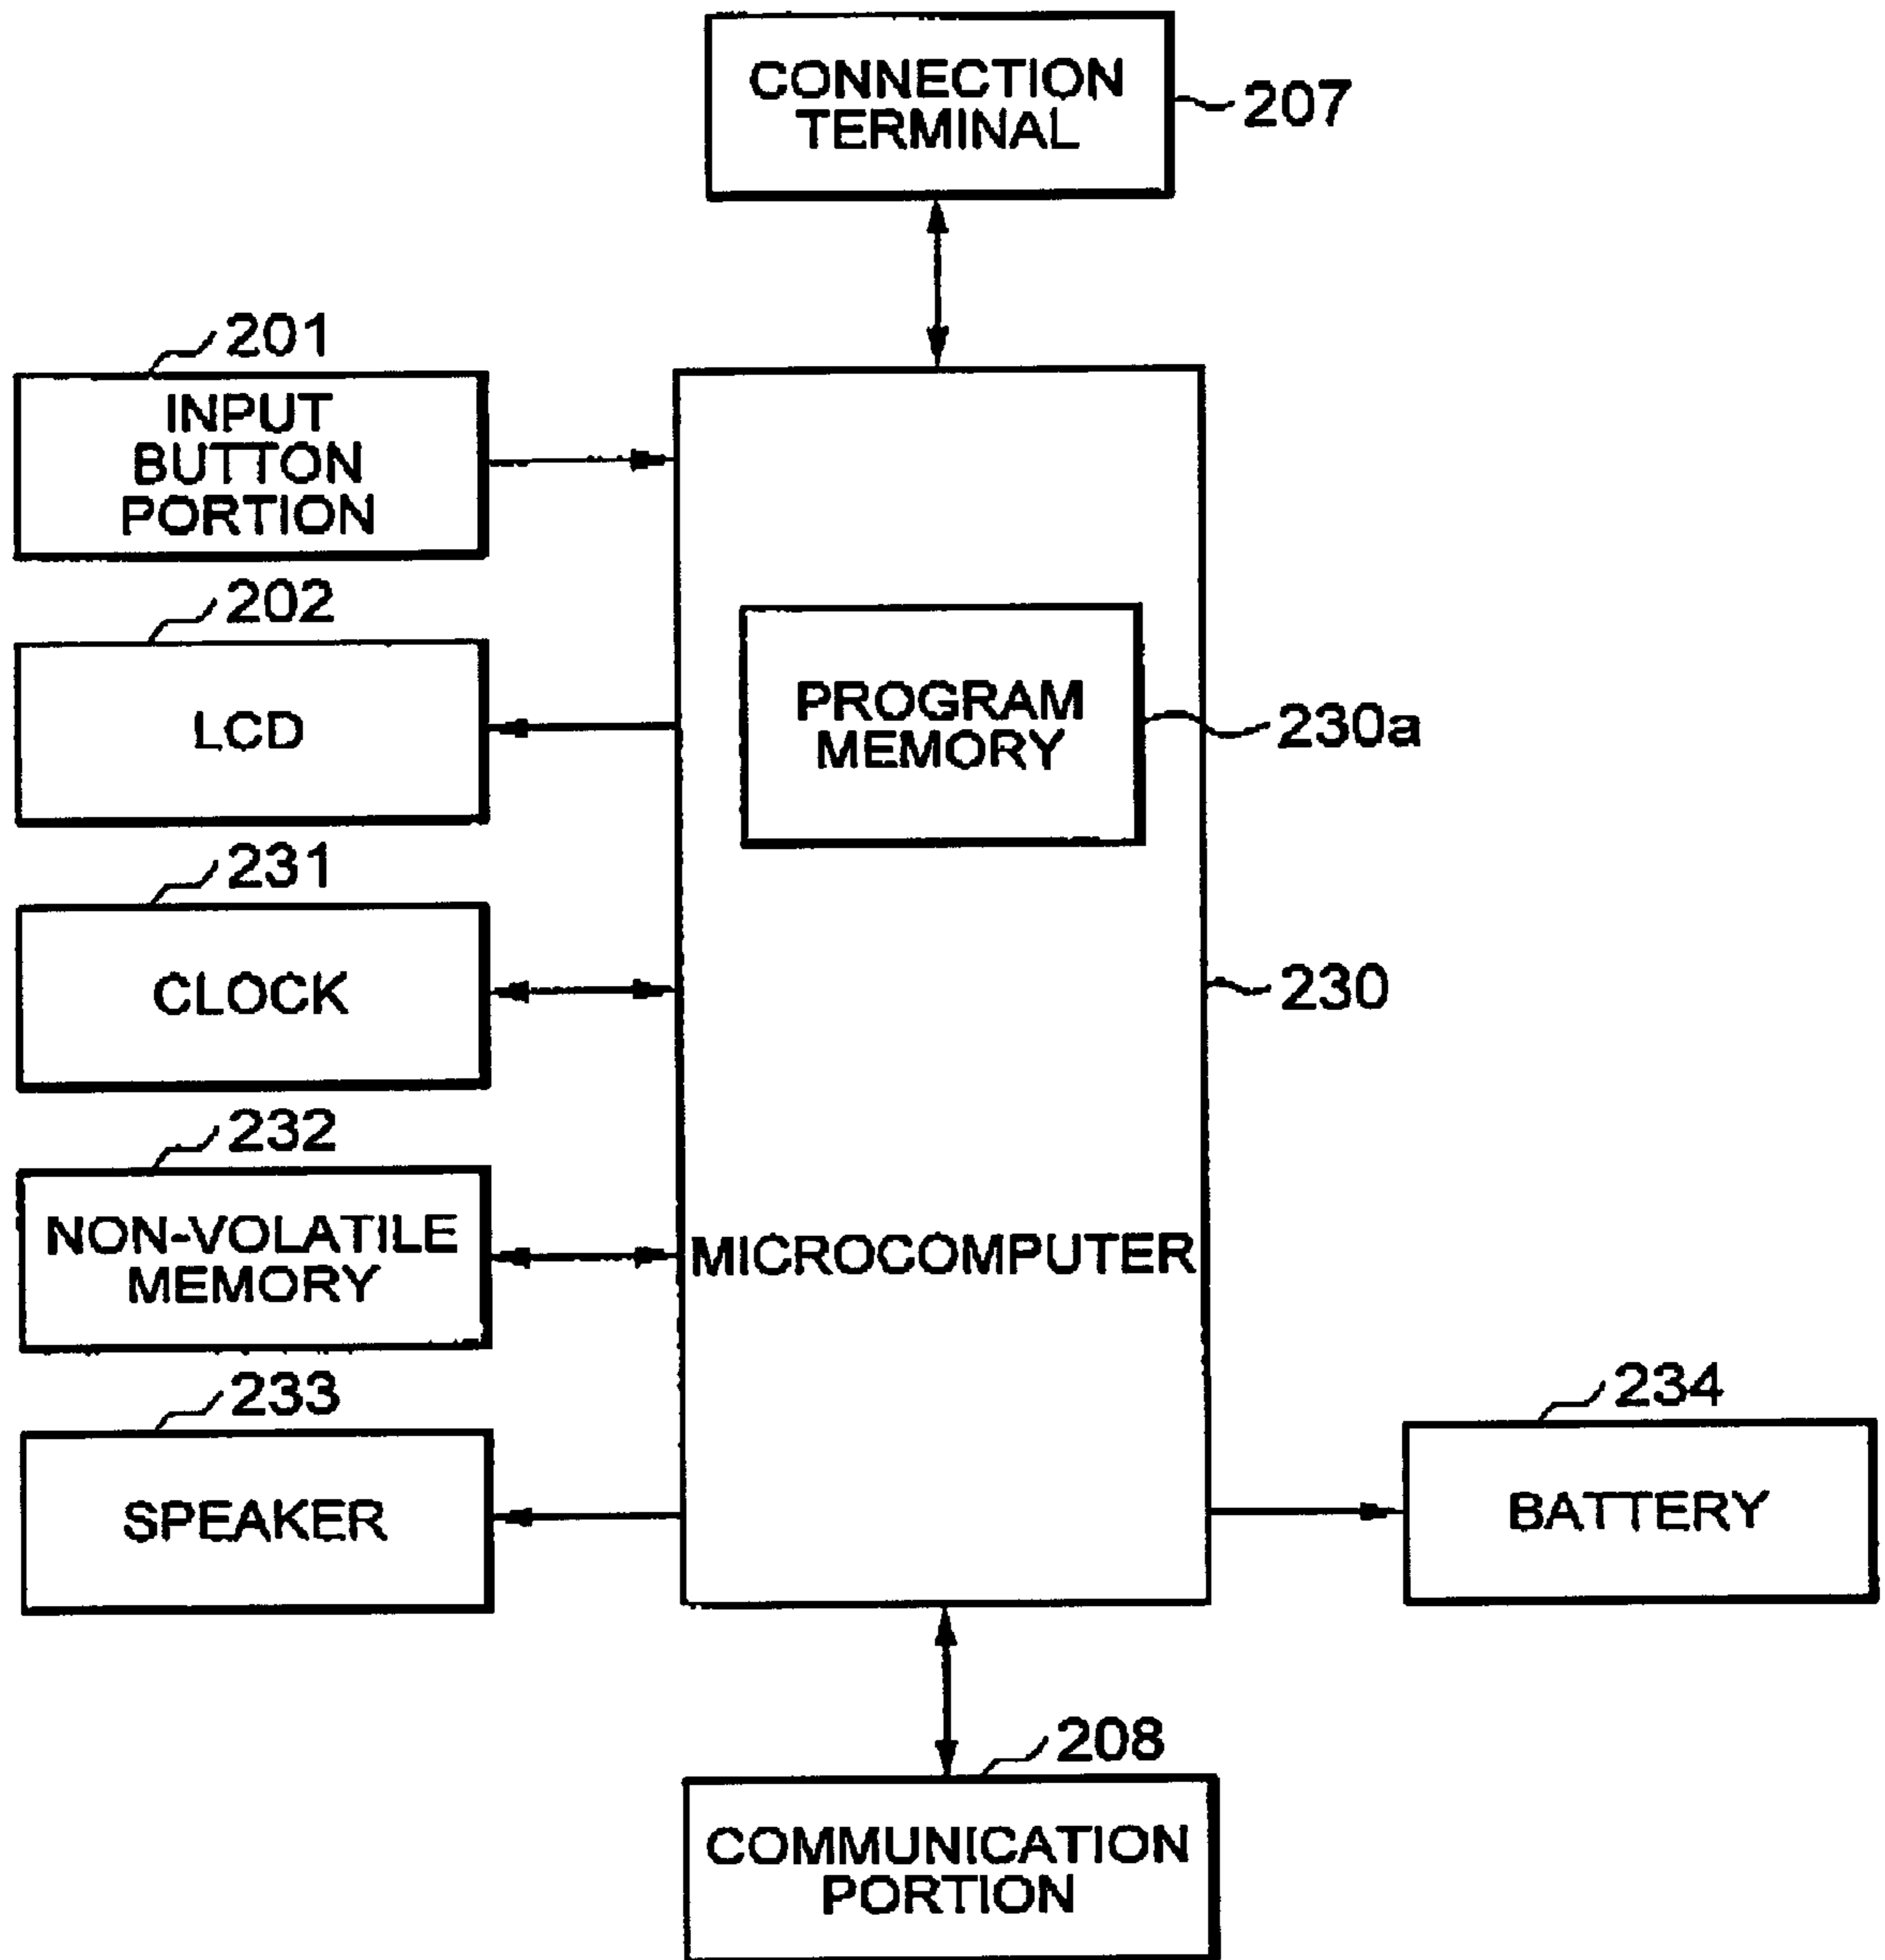 CONNECTION
TERMINAL
207
201
INPUT
BUTTON
PORTION
202
LCD
PROGRAM
MEMORY
230a
231
CLOCK
230
232
NON-VOLATILE
MEMORY
MICROCOMPUTER
233
SPEAKER
234
BATTERY
208
COMMUNICATION
PORTION